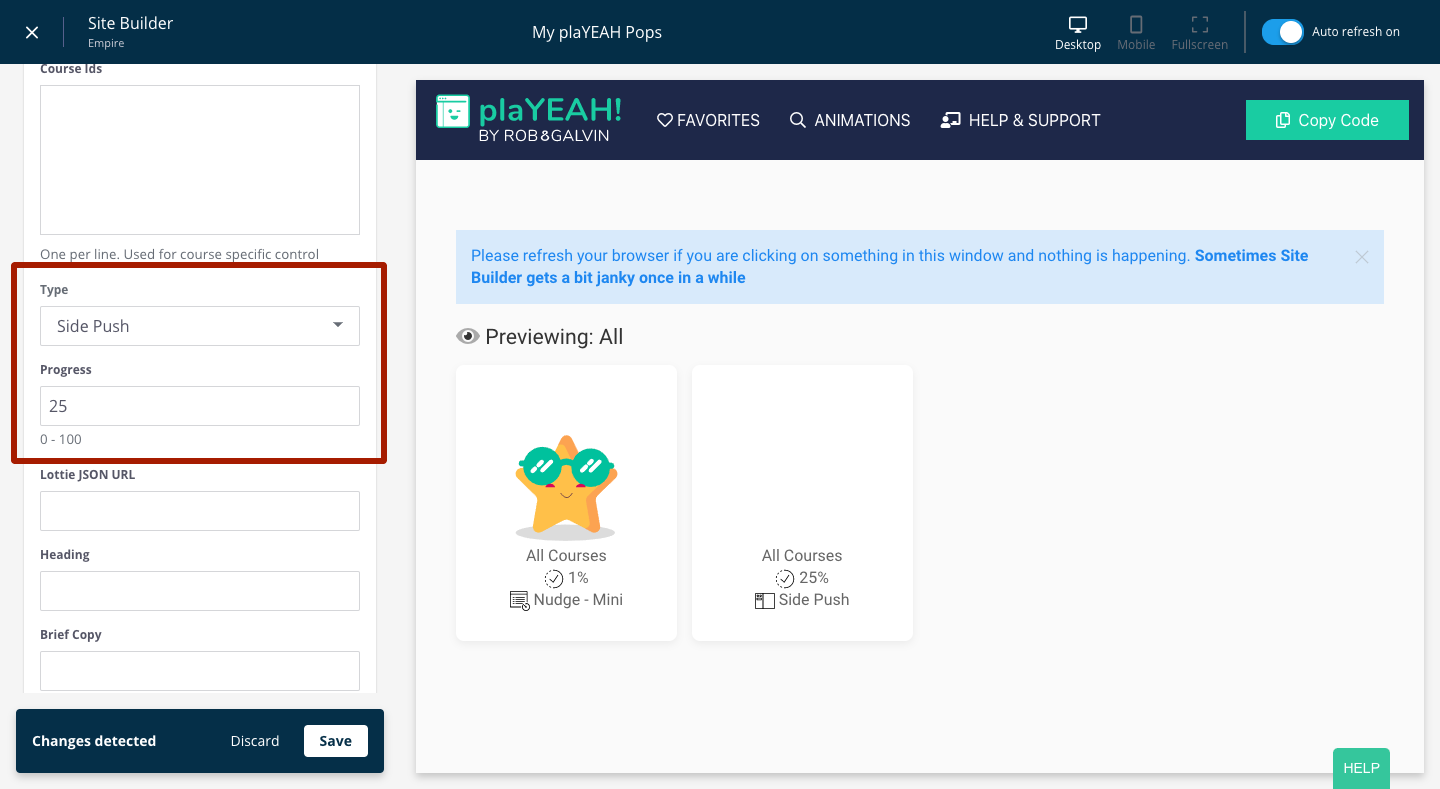 Site Builder
Empire
My plaYEAH Pops
Desktop
Mobile
Fullscreen
Auto refresh on
Course Ids
One per line. Used for course specific control
Type
Side Push
Progress
25
0 - 100
Lottie JSON URL
Heading
Brief Copy
Changes detected
Discard
Save
plaYEAH!
BY ROB&GALVIN
FAVORITES
ANIMATIONS
HELP & SUPPORT
Copy Code
Please refresh your browser if you are clicking on something in this window and nothing is happening. Sometimes Site
Builder gets a bit janky once in a while
Previewing: All
All Courses
1%
Nudge - Mini
All Courses
25%
Side Push
HELP